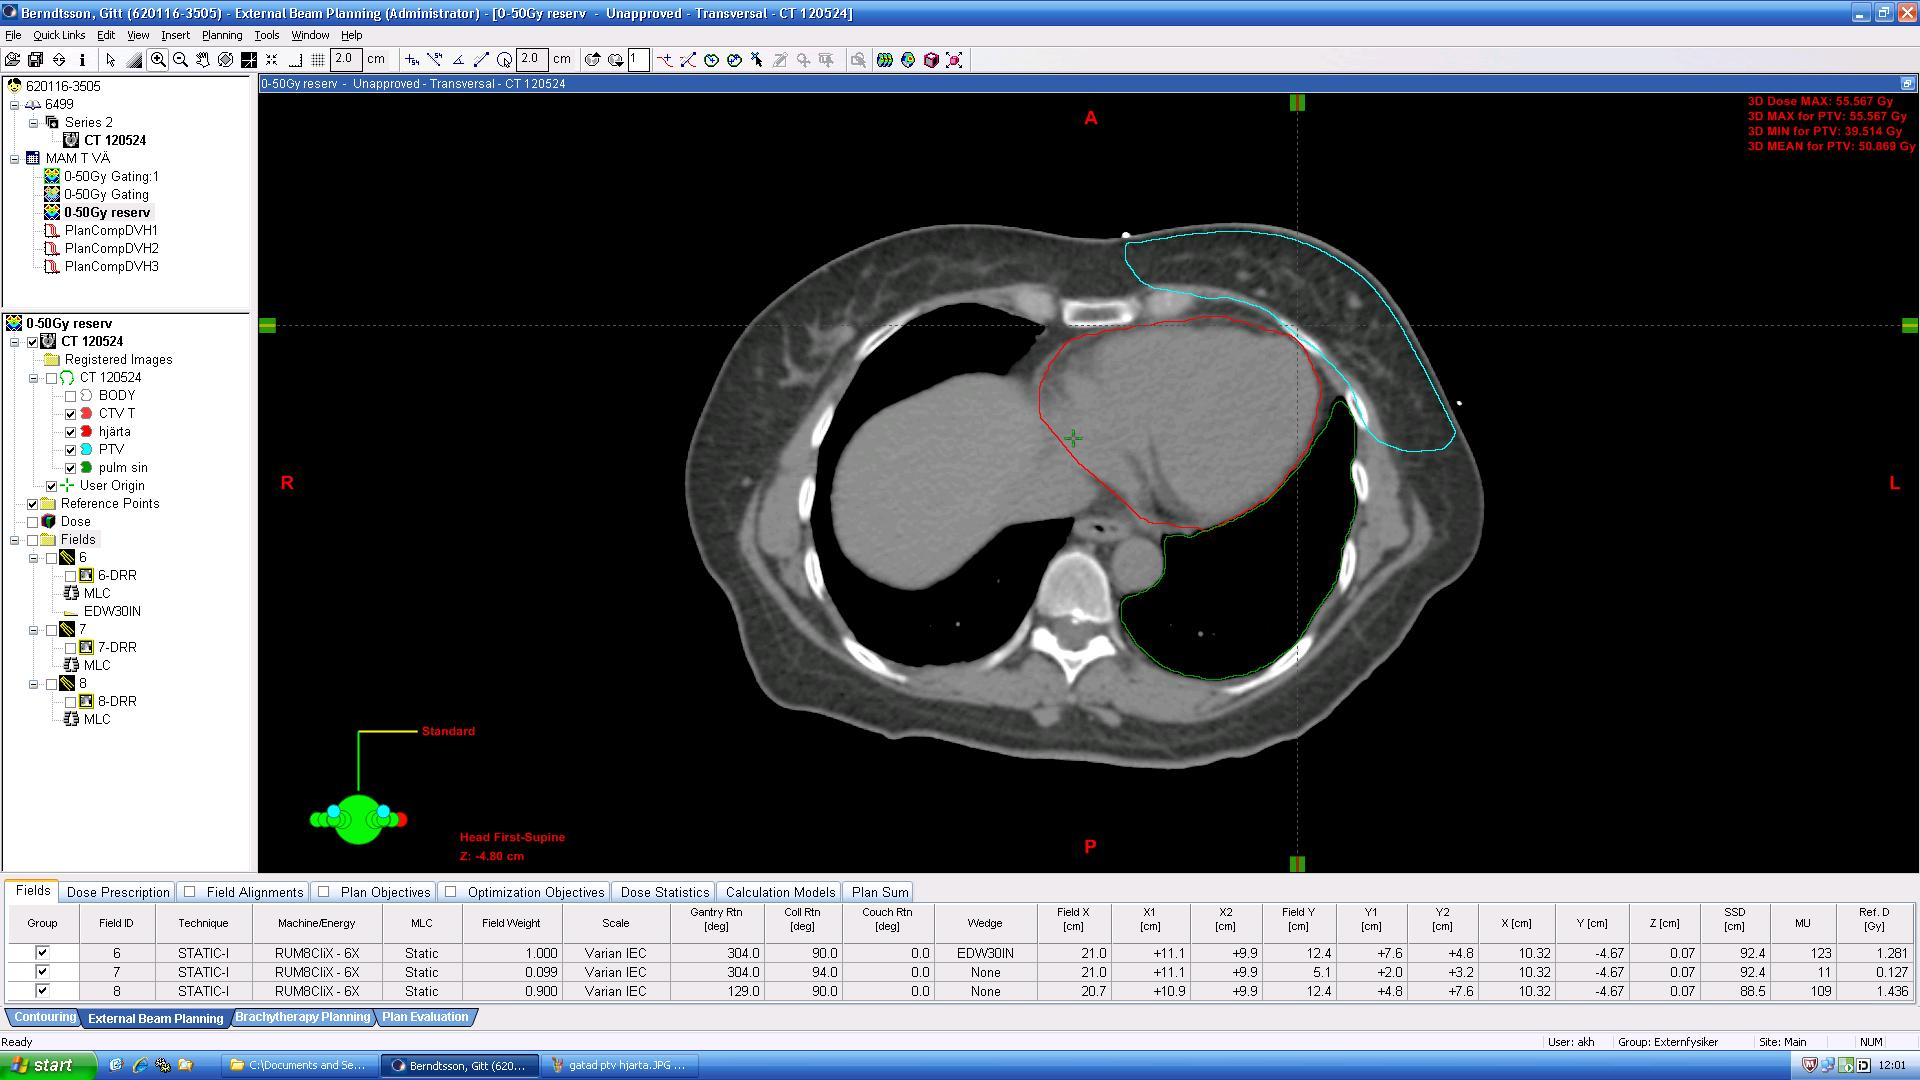 Berndtsson, Gitt (620116-3505) - External Beam Planning (Administrator) - [0-50Gy reserv - Unapproved - Transversal - CT 120524]
File Quick Links Edit View Insert Planning Tools Window Help
2.0 cm 2.0 cm 1
620116-3505
6499
Series 2
CT 120524
MAM T VÄ
0-50Gy Gating:1
0-50Gy Gating
0-50Gy reserv
PlanCompDVH1
PlanCompDVH2
PlanCompDVH3
0-50Gy reserv
CT 120524
Registered Images
CT 120524
BODY
CTV T
hjärta
PTV
pulm sin
User Origin
Reference Points
Dose
Fields
6
6-DRR
MLC
EDW30IN
7
7-DRR
MLC
8
8-DRR
MLC
0-50Gy reserv - Unapproved - Transversal - CT 120524
3D Dose MAX: 55.567 Gy
3D MAX for PTV: 55.567 Gy
3D MIN for PTV: 39.514 Gy
3D MEAN for PTV: 50.869 Gy
A
R
L
P
Standard
Head First-Supine
Z: -4.80 cm
Fields Dose Prescription Field Alignments Plan Objectives Optimization Objectives Dose Statistics Calculation Models Plan Sum
Group Field ID Technique Machine/Energy MLC Field Weight Scale Gantry Rtn [deg] Coll Rtn [deg] Couch Rtn [deg] Wedge Field X [cm] X1 [cm] X2 [cm] Field Y [cm] Y1 [cm] Y2 [cm] X [cm] Y [cm] Z [cm] SSD [cm] MU Ref. D [Gy]
6 STATIC-I RUM8CliX - 6X Static 1.000 Varian IEC 304.0 90.0 0.0 EDW30IN 21.0 +11.1 +9.9 12.4 +7.6 +4.8 10.32 -4.67 0.07 92.4 123 1.281
7 STATIC-I RUM8CliX - 6X Static 0.099 Varian IEC 304.0 94.0 0.0 None 21.0 +11.1 +9.9 5.1 +2.0 +3.2 10.32 -4.67 0.07 92.4 11 0.127
8 STATIC-I RUM8CliX - 6X Static 0.900 Varian IEC 129.0 90.0 0.0 None 20.7 +10.9 +9.9 12.4 +4.8 +7.6 10.32 -4.67 0.07 88.5 109 1.436
Contouring External Beam Planning Brachytherapy Planning Plan Evaluation
Ready User: akh Group: Externfysiker Site: Main NUM
start C:\Documents and Se... Berndtsson, Gitt (620... gatad ptv hjarta.JPG ... 12:01